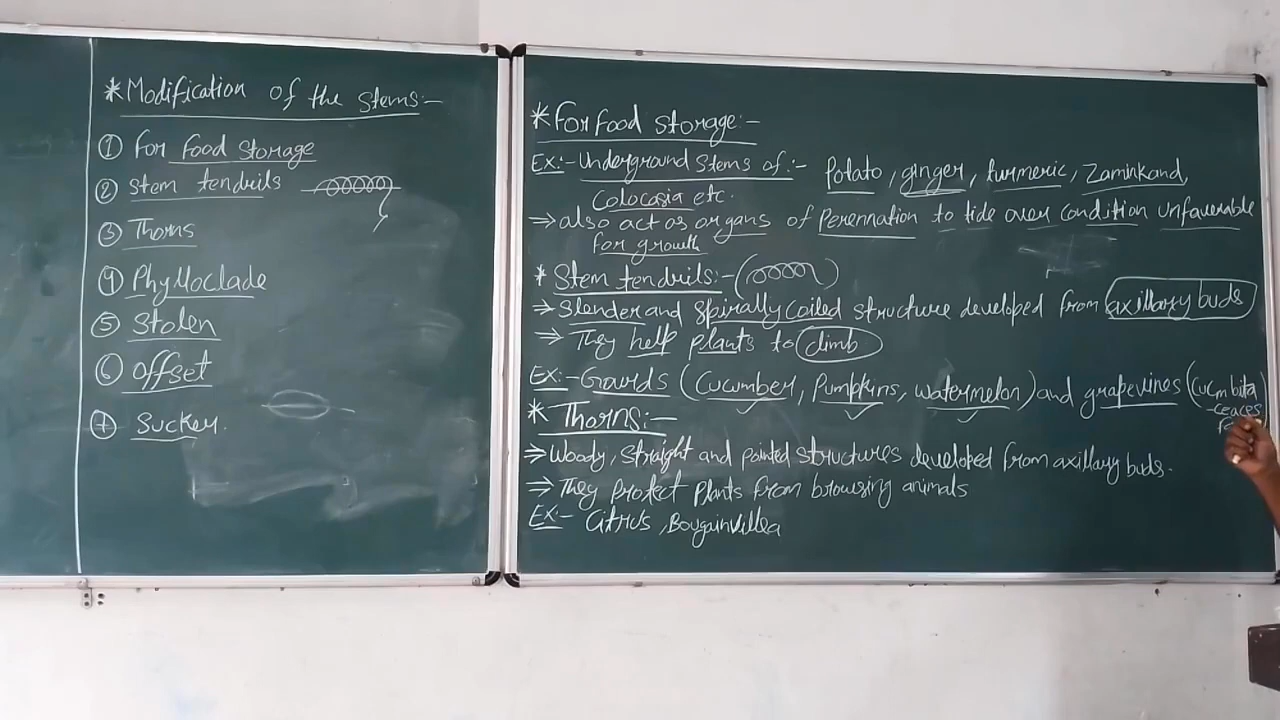 *Modification of the stems:-
① For food storage
② Stem tendrils
③ Thorns
④ Phylloclade
⑤ Stolen
⑥ Offset
⑦ Sucker.
*For food storage:-
Ex:- Underground stems of:- Potato, ginger, turmeric, Zaminkand,
Colocasia etc.
⇒ also act as organs of perennation to tide over condition unfaverable
for growth
* Stem tendrils:-
⇒ Slender and spirally coiled structure developed from axillary buds
⇒ They help plants to climb
Ex:- Gourds (Cucumber, Pumpkins, watermelon) and grapevines (cucmbita
-ceaces
* Thorns:-
⇒ Woody, straight and pointed structures developed from axillary buds.
⇒ They protect plants from browsing animals
Ex:- Citrus, Bougainvillea